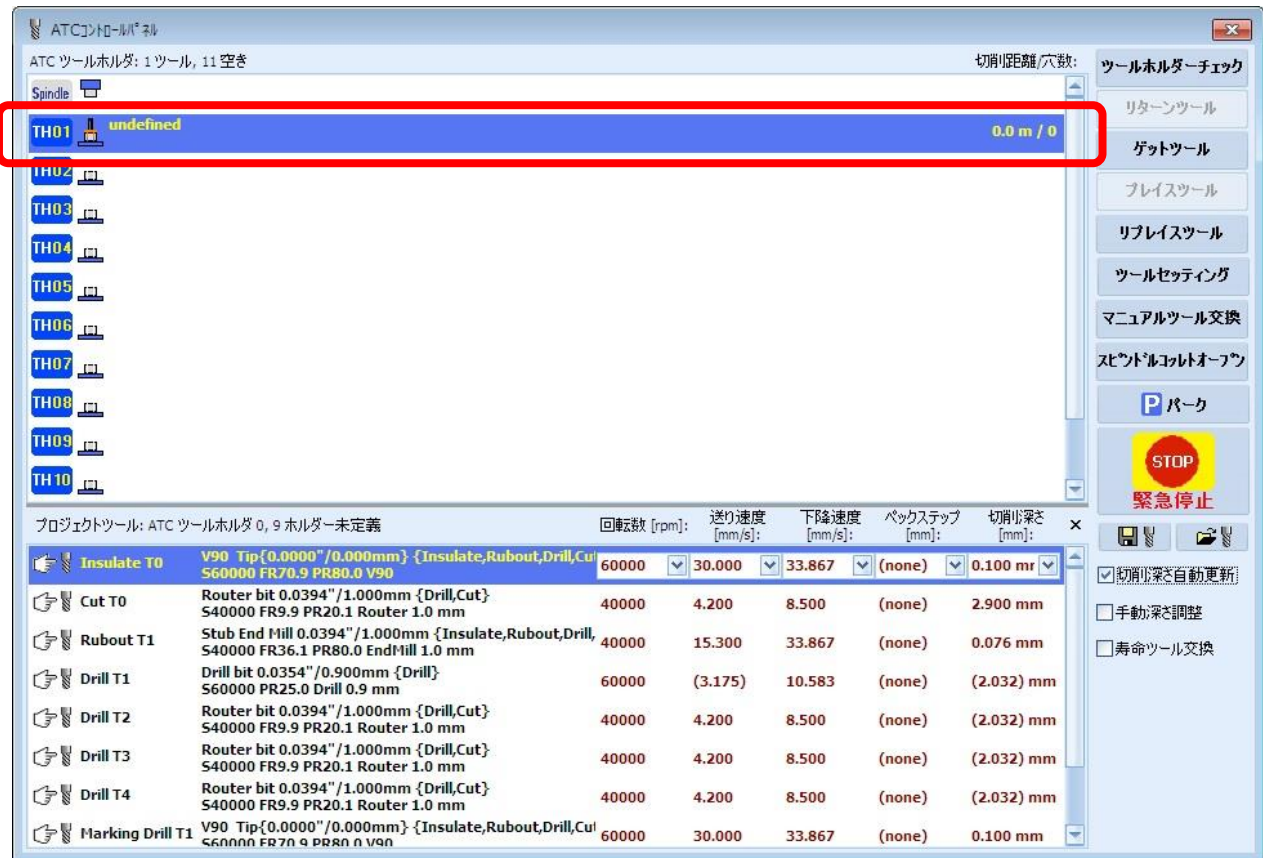 ATCｺﾝﾄﾛｰﾙﾊﾟﾈﾙ
ATC ツールホルダ: 1 ツール, 11 空き 切削距離/穴数:
Spindle
TH01 undefined 0.0 m / 0
TH02
TH03
TH04
TH05
TH06
TH07
TH08
TH09
TH10
ツールホルダーチェック
リターンツール
ゲットツール
プレイスツール
リプレイスツール
ツールセッティング
マニュアルツール交換
ｽﾋﾟﾝﾄﾞﾙｺﾚｯﾄｵｰﾌﾟﾝ
P パーク
STOP
緊急停止
切削深さ自動更新
手動深さ調整
寿命ツール交換
プロジェクトツール: ATC ツールホルダ 0, 9 ホルダー未定義 回転数 [rpm]: 送り速度 [mm/s]: 下降速度 [mm/s]: ペックステップ [mm]: 切削深さ [mm]:
Insulate T0 V90 Tip{0.0000"/0.000mm} {Insulate,Rubout,Drill,Cut 60000 30.000 33.867 (none) 0.100 mr
S60000 FR70.9 PR80.0 V90
Cut T0 Router bit 0.0394"/1.000mm {Drill,Cut} 40000 4.200 8.500 (none) 2.900 mm
S40000 FR9.9 PR20.1 Router 1.0 mm
Rubout T1 Stub End Mill 0.0394"/1.000mm {Insulate,Rubout,Drill, 40000 15.300 33.867 (none) 0.076 mm
S40000 FR36.1 PR80.0 EndMill 1.0 mm
Drill T1 Drill bit 0.0354"/0.900mm {Drill} 60000 (3.175) 10.583 (none) (2.032) mm
S60000 PR25.0 Drill 0.9 mm
Drill T2 Router bit 0.0394"/1.000mm {Drill,Cut} 40000 4.200 8.500 (none) (2.032) mm
S40000 FR9.9 PR20.1 Router 1.0 mm
Drill T3 Router bit 0.0394"/1.000mm {Drill,Cut} 40000 4.200 8.500 (none) (2.032) mm
S40000 FR9.9 PR20.1 Router 1.0 mm
Drill T4 Router bit 0.0394"/1.000mm {Drill,Cut} 40000 4.200 8.500 (none) (2.032) mm
S40000 FR9.9 PR20.1 Router 1.0 mm
Marking Drill T1 V90 Tip{0.0000"/0.000mm} {Insulate,Rubout,Drill,Cut 60000 30.000 33.867 (none) 0.100 mm
S60000 FR70.9 PR80.0 V90